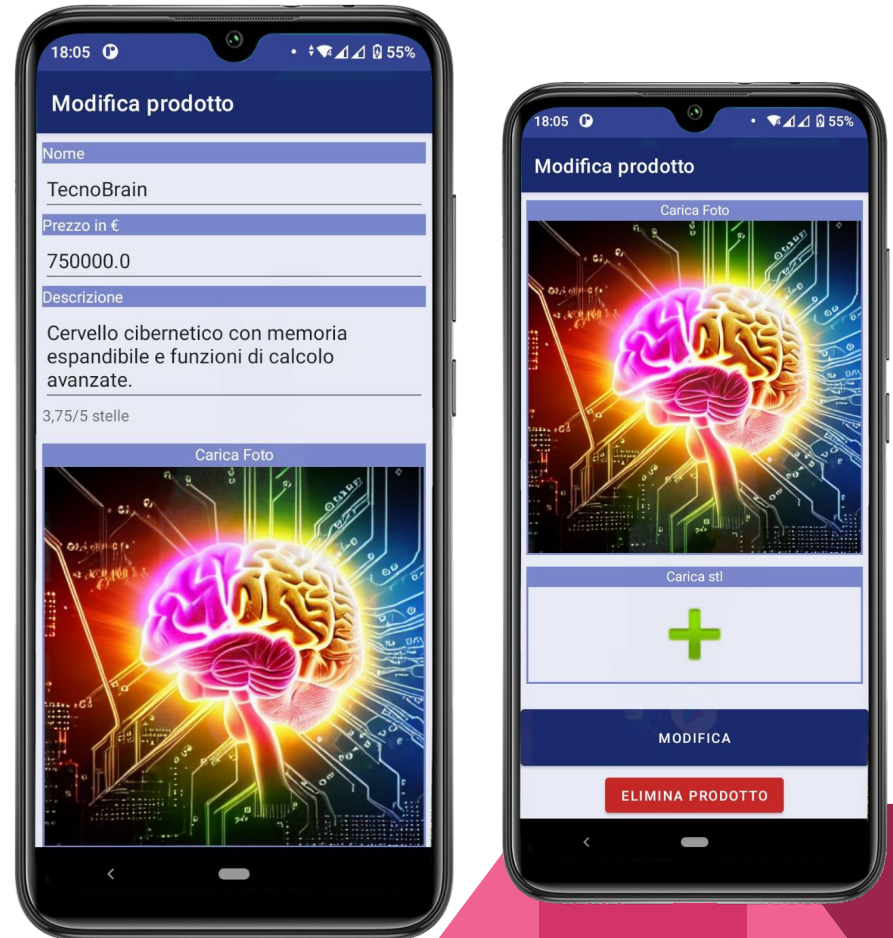 18:05
55%
Modifica prodotto
Nome
TecnoBrain
Prezzo in €
750000.0
Descrizione
Cervello cibernetico con memoria
espandibile e funzioni di calcolo
avanzate.
3,75/5 stelle
Carica Foto
18:05
55%
Modifica prodotto
Carica Foto
Carica stl
MODIFICA
ELIMINA PRODOTTO